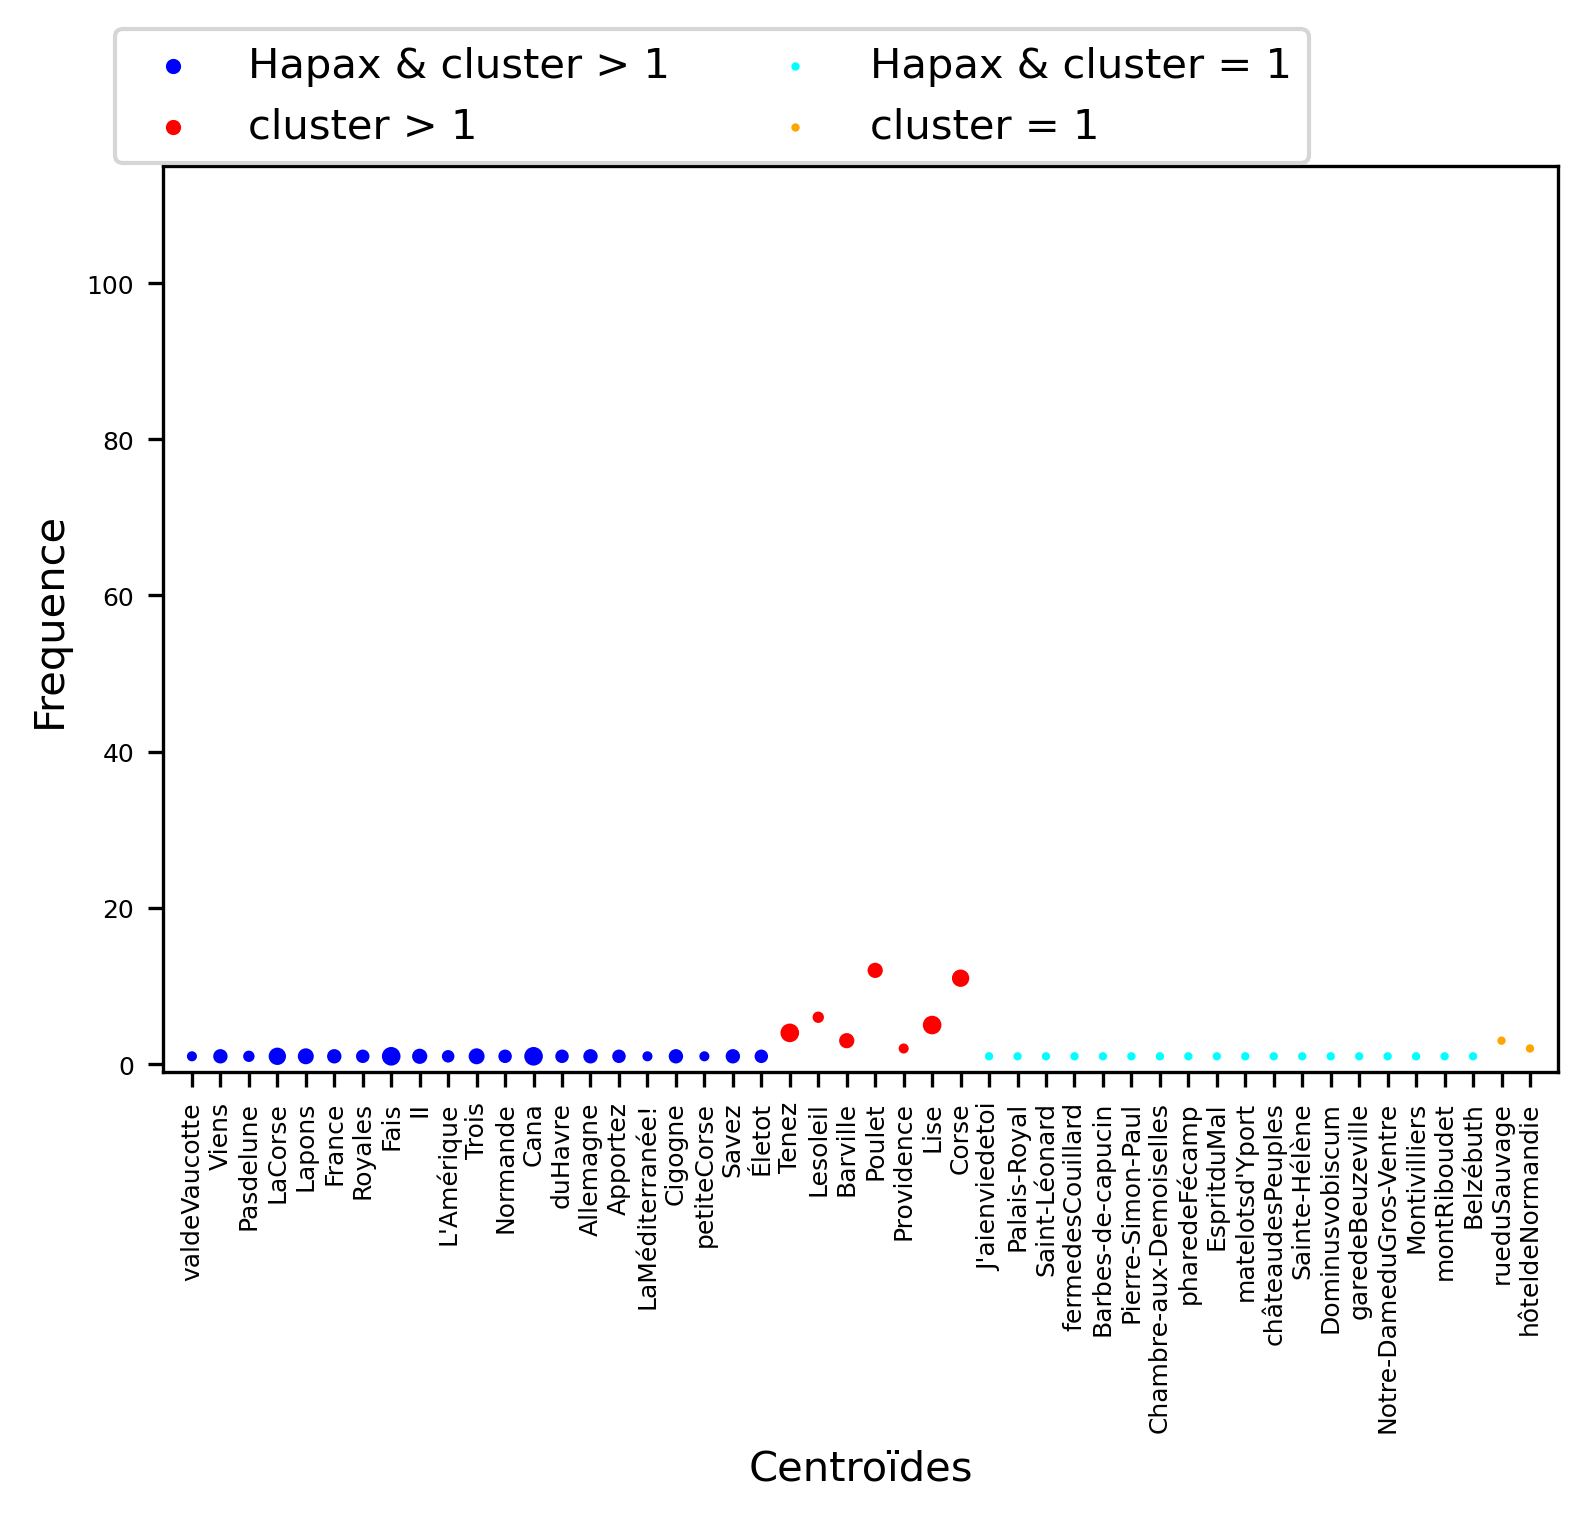 Hapax & cluster > 1
cluster > 1
Hapax & cluster = 1
cluster = 1
Frequence
100
80
60
40
20
0
valdeVaucotte
Viens
Pasdelune
LaCorse
Lapons
France
Royales
Fais
Il
L'Amérique
Trois
Normande
Cana
duHavre
Allemagne
Apportez
LaMéditerranée!
Cigogne
petiteCorse
Savez
Életot
Tenez
Lesoleil
Barville
Poulet
Providence
Lise
Corse
J'aienviedetoi
Palais-Royal
Saint-Léonard
fermedesCouillard
Barbes-de-capucin
Pierre-Simon-Paul
Chambre-aux-Demoiselles
pharedeFécamp
EspritduMal
matelotsd'Yport
châteaudesPeuples
Sainte-Hélène
Dominusvobiscum
garedeBeuzeville
Notre-DameduGros-Ventre
Montivilliers
montRiboudet
Belzébuth
rueduSauvage
hôteldeNormandie
Centroïdes